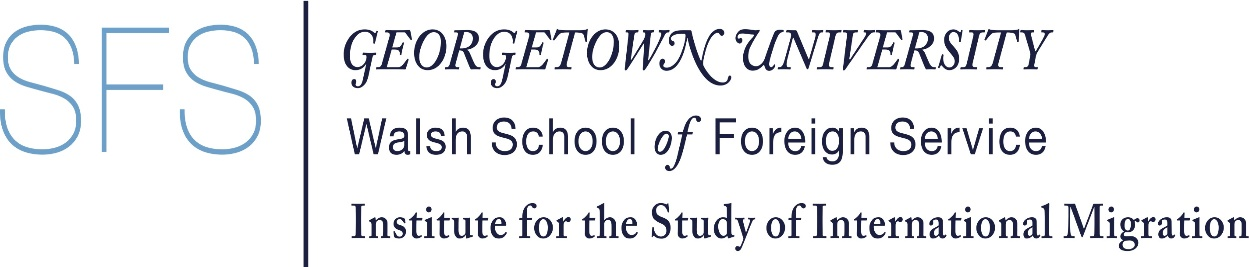 SFS
GEORGETOWN UNIVERSITY
Walsh School of Foreign Service
Institute for the Study of International Migration